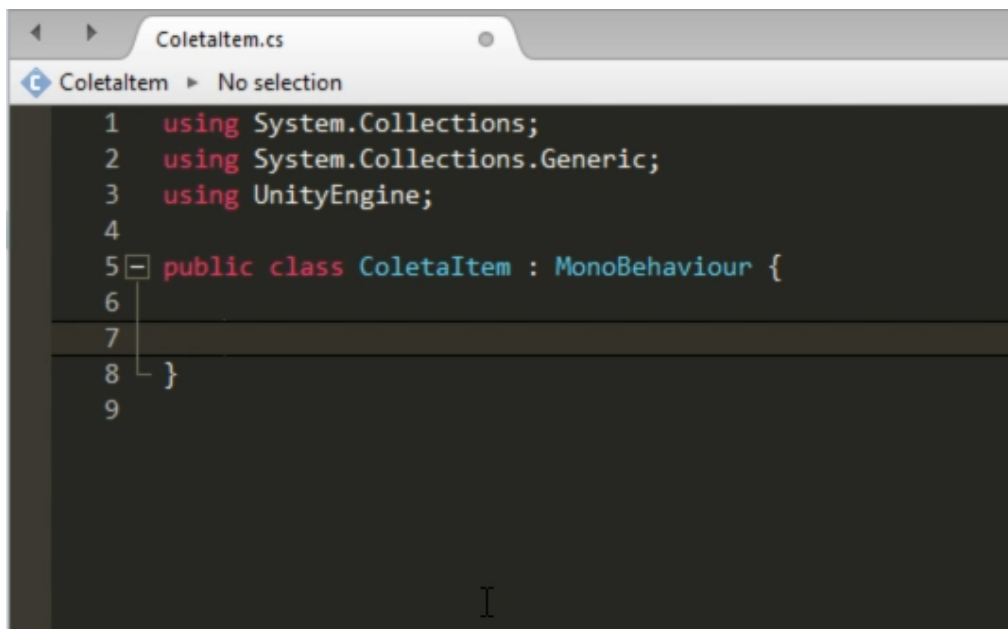 ColetaItem.cs
ColetaItem ▸ No selection
1 using System.Collections;
2 using System.Collections.Generic;
3 using UnityEngine;
4
5 public class ColetaItem : MonoBehaviour {
6
7
8 }
9